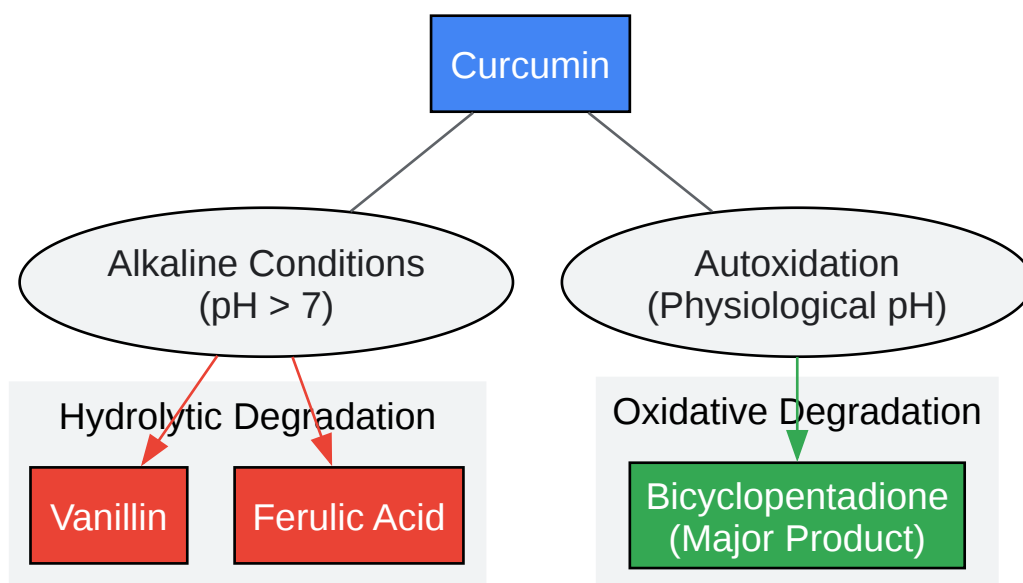 Curcumin
Alkaline Conditions
(pH > 7)
Autoxidation
(Physiological pH)
Hydrolytic Degradation
Oxidative Degradation
Vanillin
Ferulic Acid
Bicyclopentadione
(Major Product)